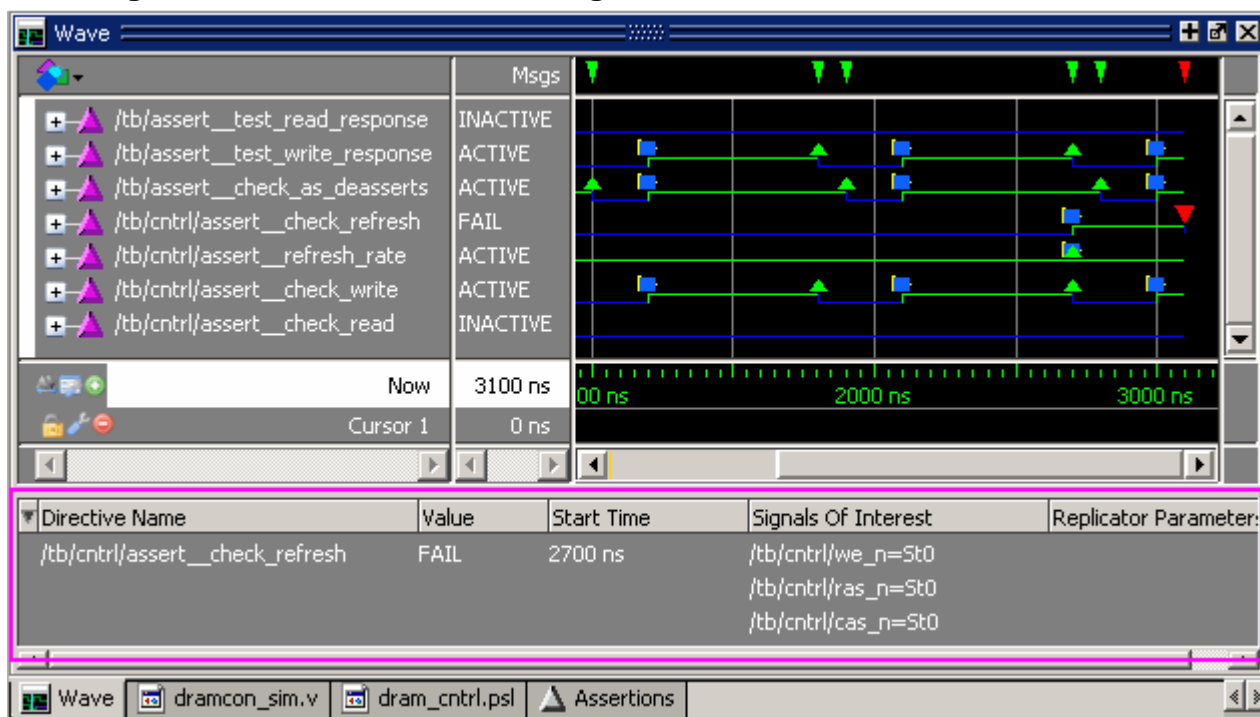 Wave
Msgs
/tb/assert__test_read_response INACTIVE
/tb/assert__test_write_response ACTIVE
/tb/assert__check_as_deasserts ACTIVE
/tb/cntrl/assert__check_refresh FAIL
/tb/cntrl/assert__refresh_rate ACTIVE
/tb/cntrl/assert__check_write ACTIVE
/tb/cntrl/assert__check_read INACTIVE
Now 3100 ns 00 ns 2000 ns 3000 ns
Cursor 1 0 ns
Directive Name Value Start Time Signals Of Interest Replicator Parameter
/tb/cntrl/assert__check_refresh FAIL 2700 ns /tb/cntrl/we_n=St0
/tb/cntrl/ras_n=St0
/tb/cntrl/cas_n=St0
Wave dramcon_sim.v dram_cntrl.psl Assertions